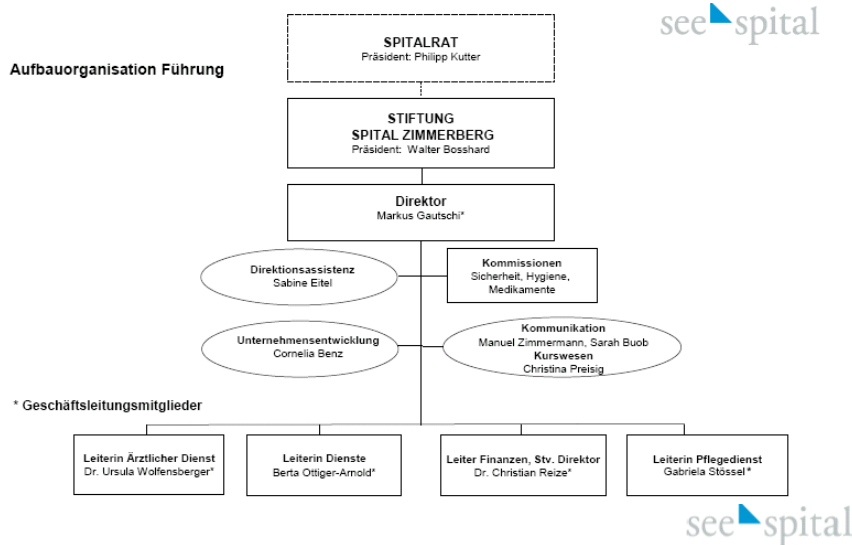 see spital
SPITALRAT
Präsident: Philipp Kutter
Aufbauorganisation Führung
STIFTUNG
SPITAL ZIMMERBERG
Präsident: Walter Bosshard
Direktor
Markus Gautschi*
Direktionsassistenz
Sabine Eitel
Kommissionen
Sicherheit, Hygiene,
Medikamente
Unternehmensentwicklung
Cornelia Benz
Kommunikation
Manuel Zimmermann, Sarah Buob
Kurswesen
Christina Preisig
* Geschäftsleitungsmitglieder
Leiterin Ärztlicher Dienst
Dr. Ursula Wolfensberger*
Leiterin Dienste
Berta Ottiger-Arnold*
Leiter Finanzen, Stv. Direktor
Dr. Christian Reize*
Leiterin Pflegedienst
Gabriela Stössel*
see spital